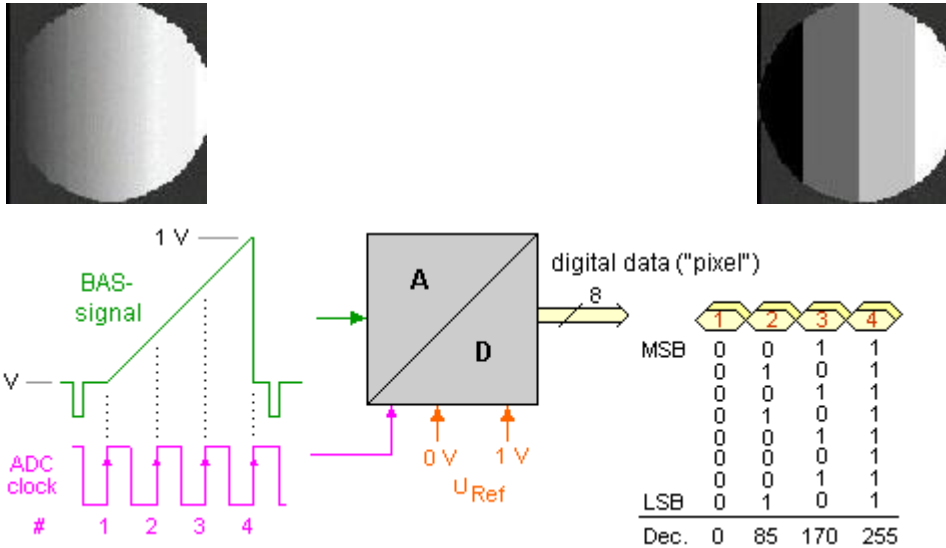 1 V
BAS-
signal
V
ADC
clock
# 1 2 3 4
A
D
0 V 1 V
U Ref
digital data ("pixel")
8
1 2 3 4
MSB 0 0 1 1
0 1 0 1
0 0 1 1
0 1 0 1
0 0 1 1
0 0 0 1
0 0 1 1
LSB 0 1 0 1
Dec. 0 85 170 255